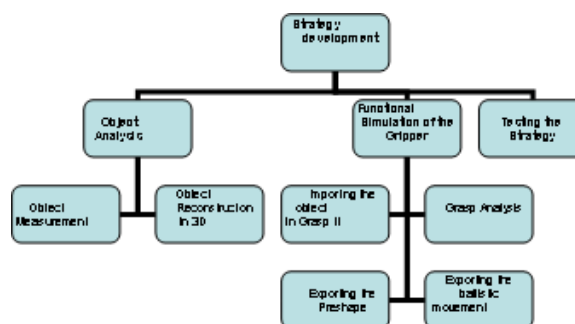 Strategy
development
Object
Analysis
Functional
Simulation of the
Gripper
Testing the
Strategy
Object
Measurement
Object
Reconstruction
in 3D
Imporing the
object
in Grasp It
Grasp Analysis
Exporing the
Preshape
Exporing the
ballistic
movement